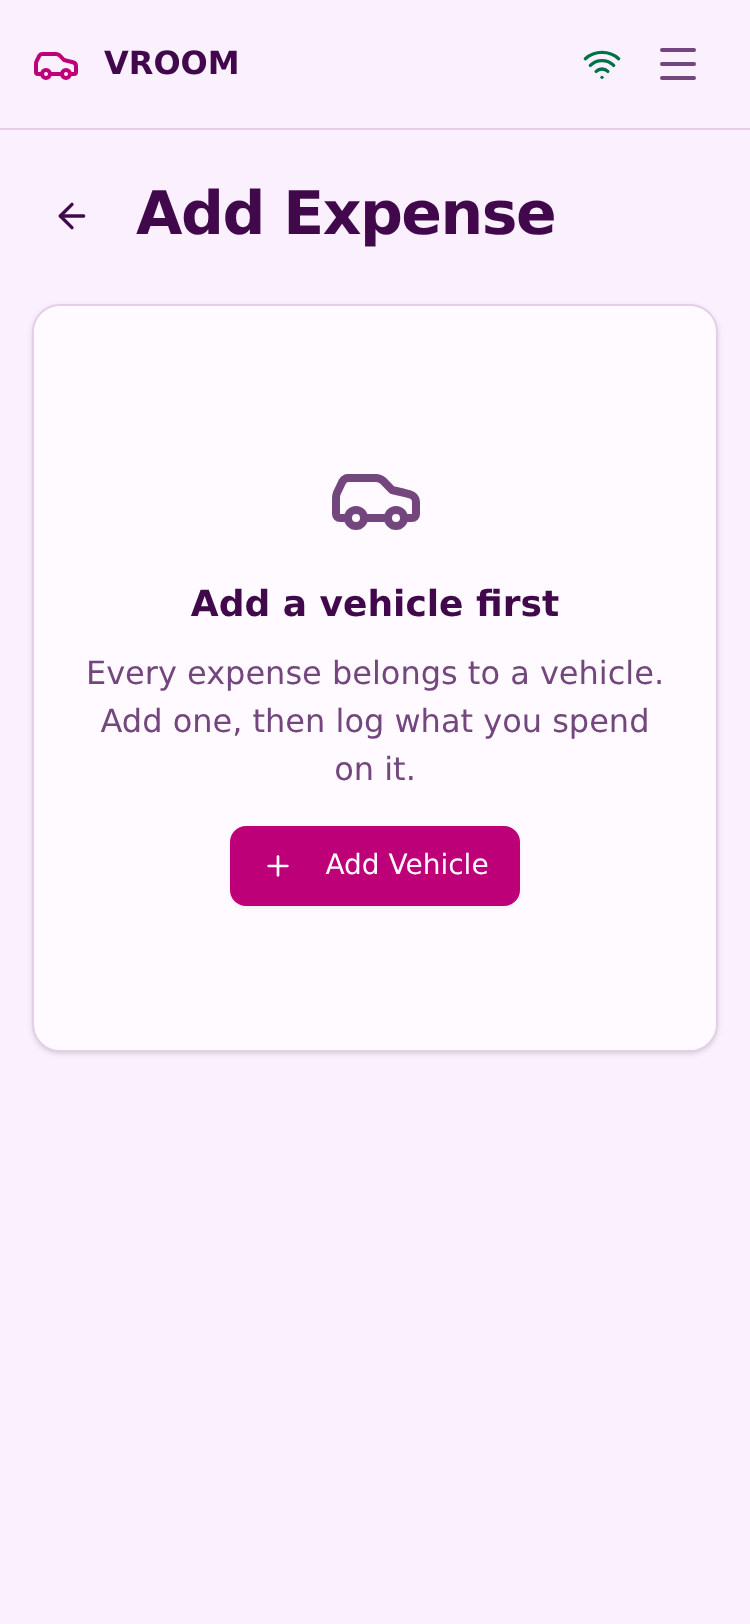 VROOM
Add Expense
Add a vehicle first
Every expense belongs to a vehicle.
Add one, then log what you spend
on it.
Add Vehicle